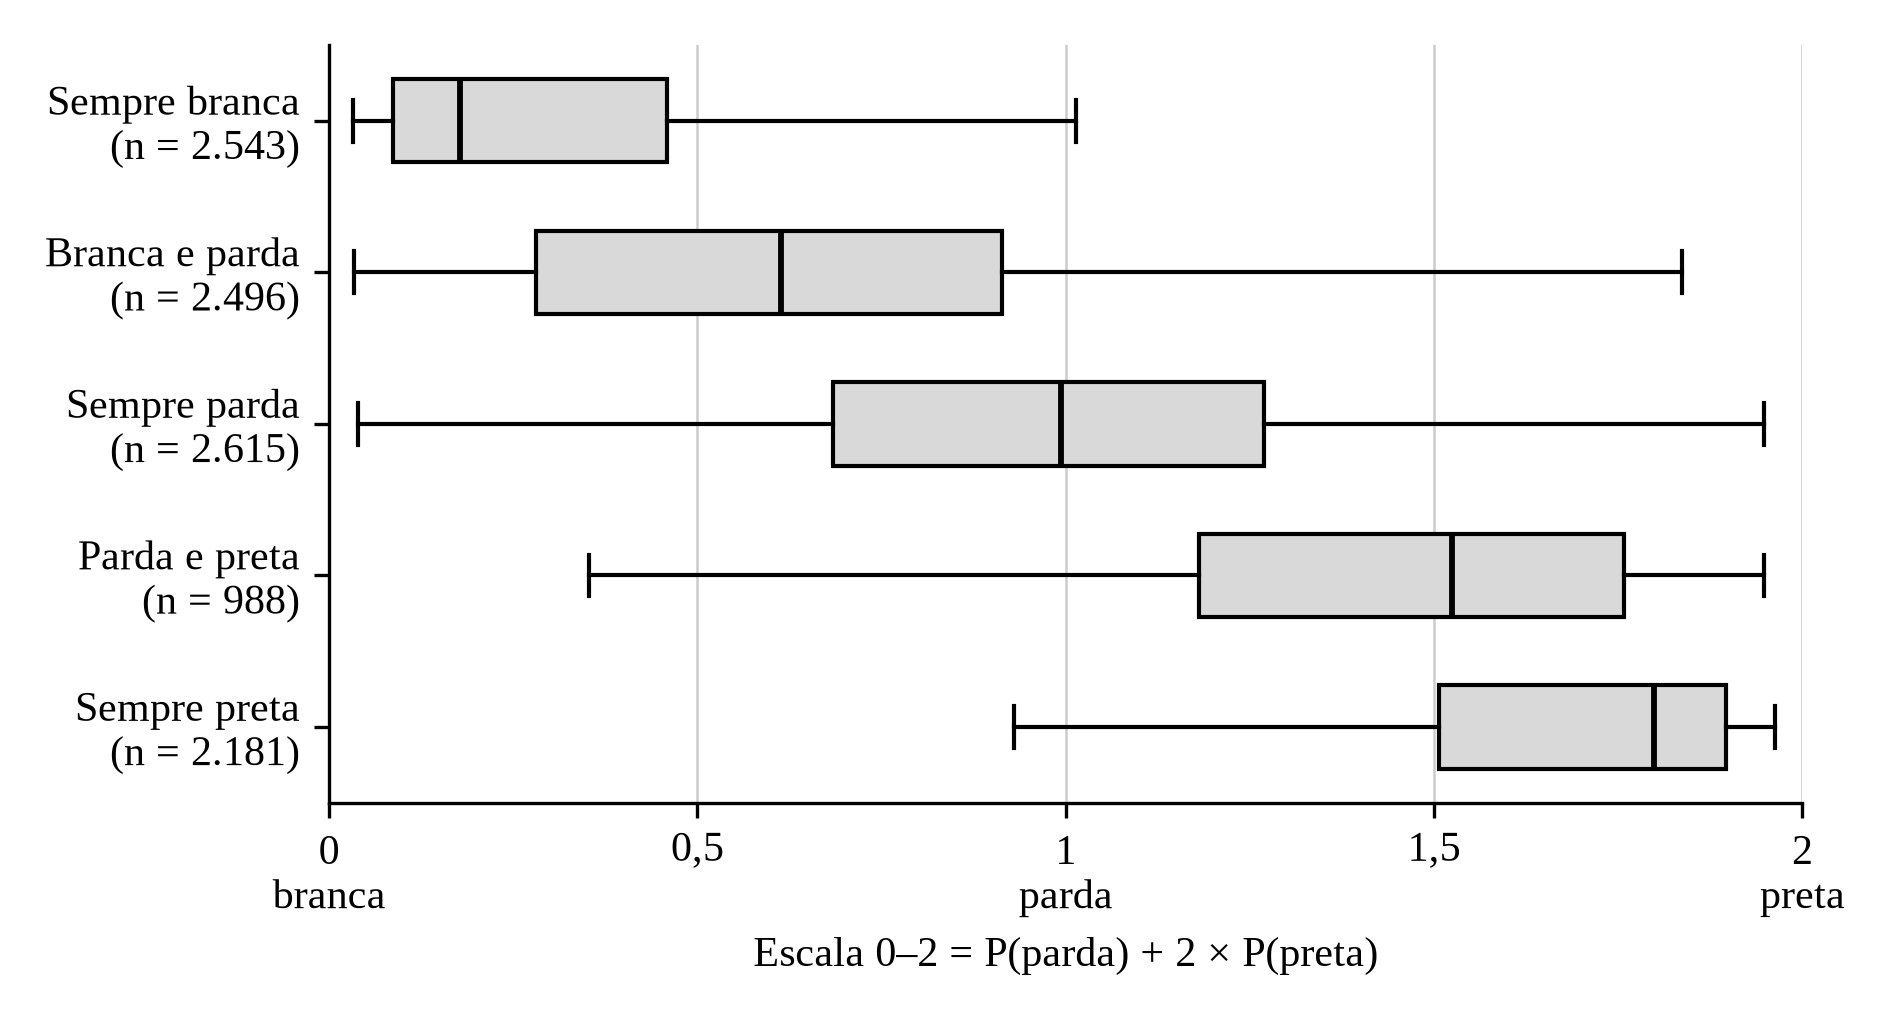 Sempre branca
(n = 2.543)
Branca e parda
(n = 2.496)
Sempre parda
(n = 2.615)
Parda e preta
(n = 988)
Sempre preta
(n = 2.181)
0 0,5 1 1,5 2
branca parda preta
Escala 0–2 = P(parda) + 2 × P(preta)